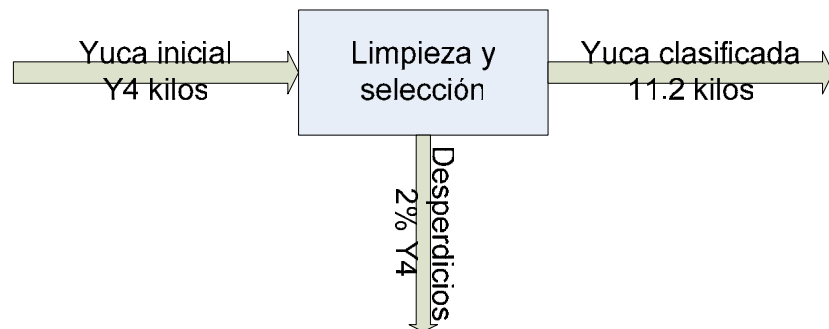 Yuca inicial
Y4 kilos
Limpieza y
selección
Yuca clasificada
11.2 kilos
Desperdicios
2% Y4